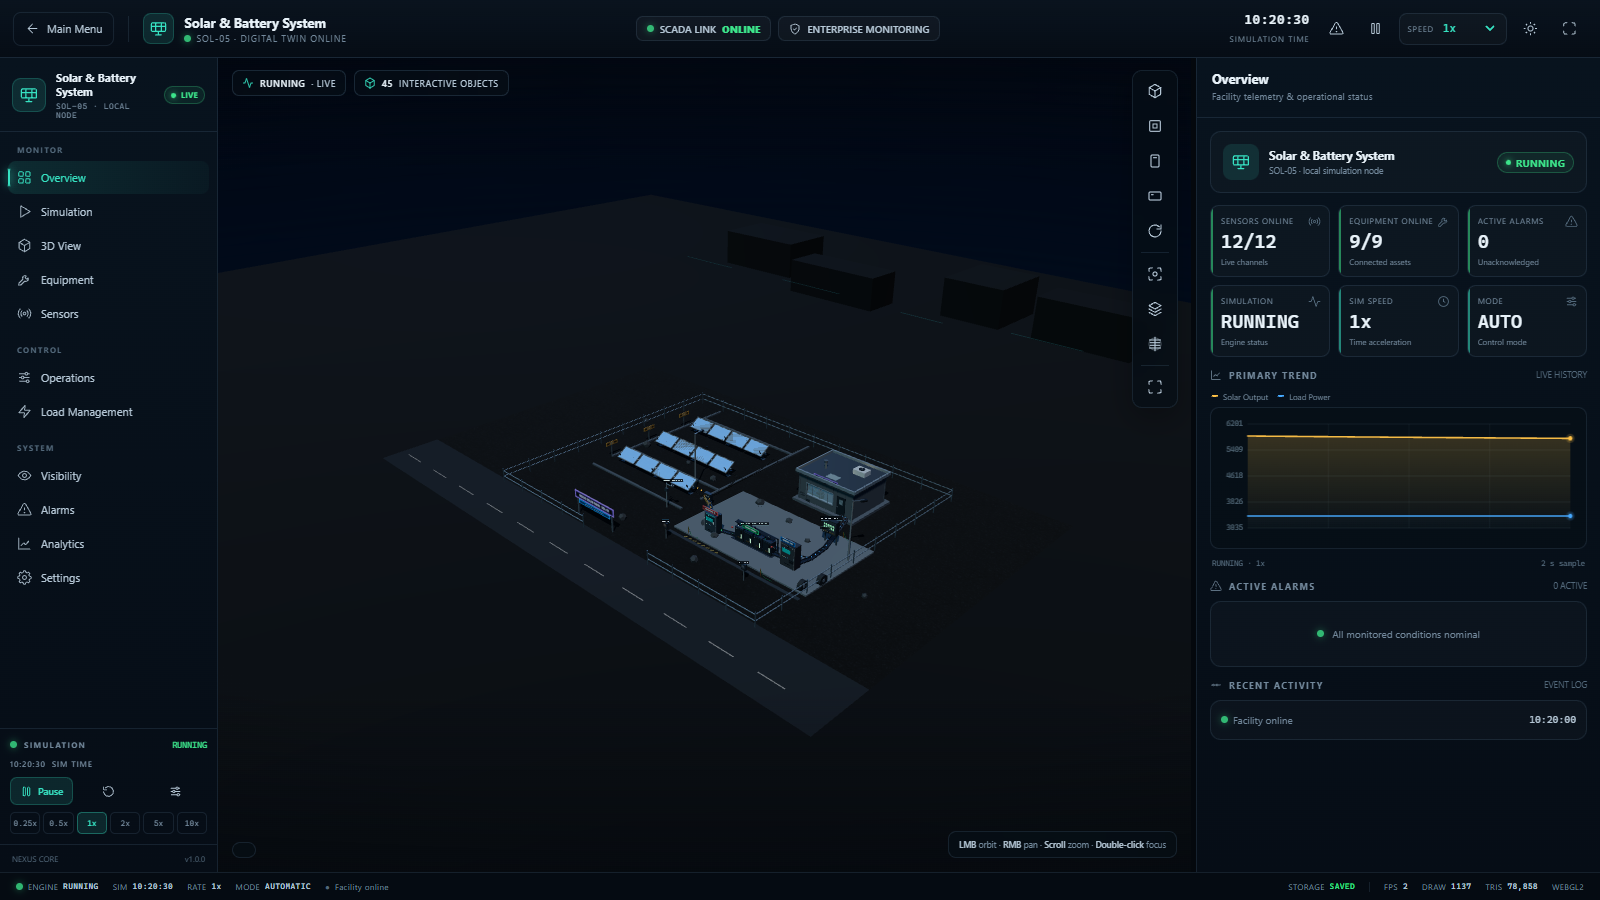 Main Menu
Solar & Battery System
SOL-05 · DIGITAL TWIN ONLINE
SCADA LINK ONLINE
ENTERPRISE MONITORING
10:20:30
SIMULATION TIME
SPEED 1x
Solar & Battery System
SOL-05 · LOCAL NODE
LIVE
MONITOR
Overview
Simulation
3D View
Equipment
Sensors
CONTROL
Operations
Load Management
SYSTEM
Visibility
Alarms
Analytics
Settings
SIMULATION RUNNING
10:20:30 SIM TIME
Pause
0.25x 0.5x 1x 2x 5x 10x
NEXUS CORE v1.0.0
RUNNING · LIVE
45 INTERACTIVE OBJECTS
LMB orbit · RMB pan · Scroll zoom · Double-click focus
Overview
Facility telemetry & operational status
Solar & Battery System
SOL-05 · local simulation node
RUNNING
SENSORS ONLINE
12/12
Live channels
EQUIPMENT ONLINE
9/9
Connected assets
ACTIVE ALARMS
0
Unacknowledged
SIMULATION
RUNNING
Engine status
SIM SPEED
1x
Time acceleration
MODE
AUTO
Control mode
PRIMARY TREND LIVE HISTORY
Solar Output Load Power
6201
5409
4618
3826
3035
RUNNING · 1x 2 s sample
ACTIVE ALARMS 0 ACTIVE
All monitored conditions nominal
RECENT ACTIVITY EVENT LOG
Facility online 10:20:00
ENGINE RUNNING SIM 10:20:30 RATE 1x MODE AUTOMATIC Facility online
STORAGE SAVED FPS 2 DRAW 1137 TRIS 78,858 WEBGL2